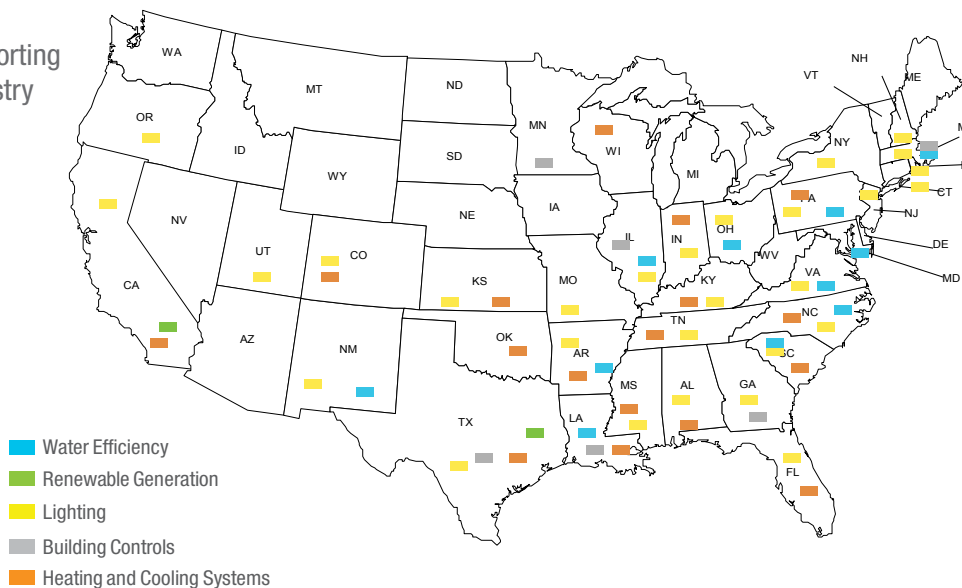 orting
stry
WA
MT
ND
MN
OR
ID
SD
WI
WY
MI
NY
VT
NH
ME
M
CT
NJ
DE
MD
NV
UT
CO
NE
IA
IL
IN
OH
PA
WV
CA
KS
MO
KY
VA
AZ
NM
OK
AR
TN
NC
SC
TX
LA
MS
AL
GA
FL
Water Efficiency
Renewable Generation
Lighting
Building Controls
Heating and Cooling Systems